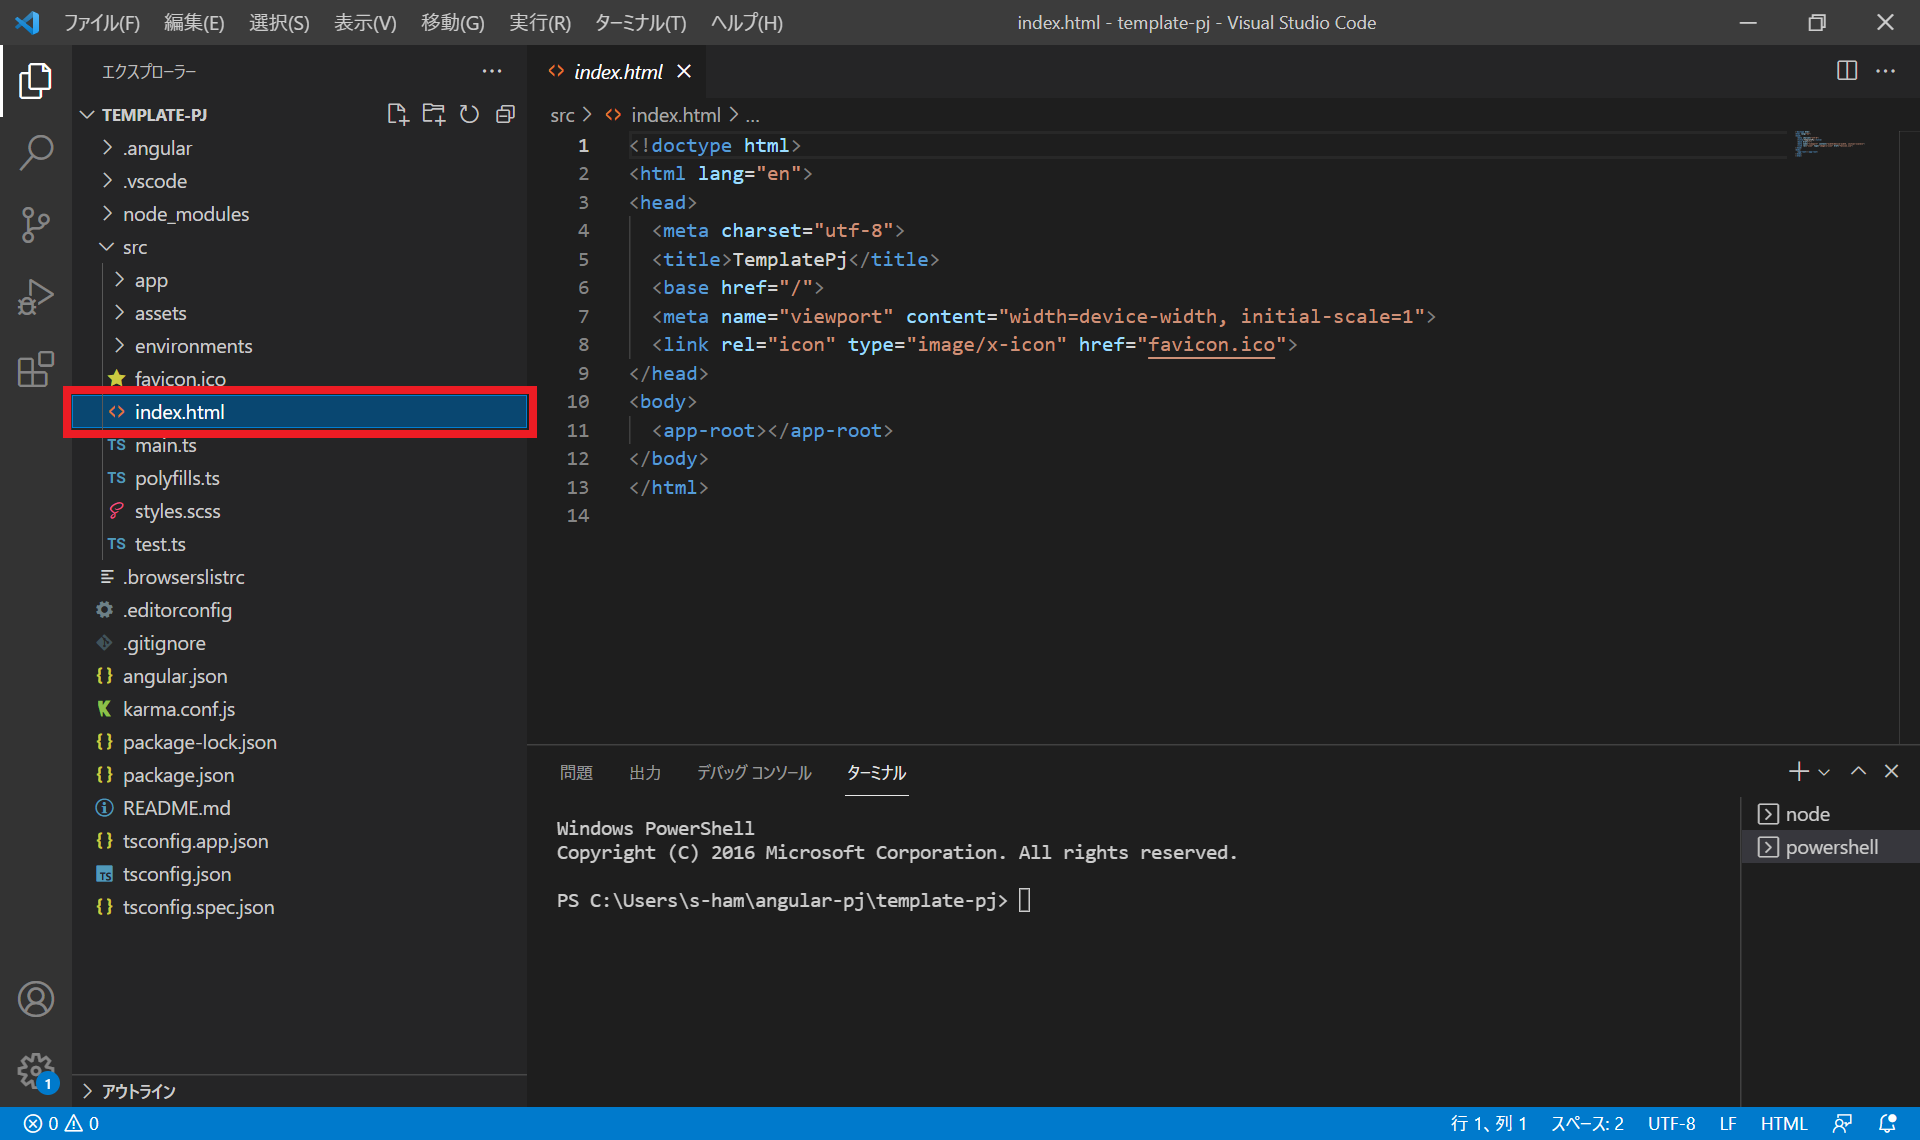 ファイル(F) 編集(E) 選択(S) 表示(V) 移動(G) 実行(R) ターミナル(T) ヘルプ(H) index.html - template-pj - Visual Studio Code
エクスプローラー
TEMPLATE-PJ
.angular
.vscode
node_modules
src
app
assets
environments
favicon.ico
index.html
TS main.ts
TS polyfills.ts
styles.scss
TS test.ts
.browserslistrc
.editorconfig
.gitignore
{} angular.json
karma.conf.js
{} package-lock.json
{} package.json
README.md
{} tsconfig.app.json
TS tsconfig.json
{} tsconfig.spec.json
アウトライン
1
<> index.html
src > <> index.html > ...
1 <!doctype html>
2 <html lang="en">
3 <head>
4   <meta charset="utf-8">
5   <title>TemplatePj</title>
6   <base href="/">
7   <meta name="viewport" content="width=device-width, initial-scale=1">
8   <link rel="icon" type="image/x-icon" href="favicon.ico">
9 </head>
10 <body>
11   <app-root></app-root>
12 </body>
13 </html>
14
問題 出力 デバッグ コンソール ターミナル
Windows PowerShell
Copyright (C) 2016 Microsoft Corporation. All rights reserved.
PS C:\Users\s-ham\angular-pj\template-pj>
node
powershell
0 0 行 1、列 1 スペース: 2 UTF-8 LF HTML